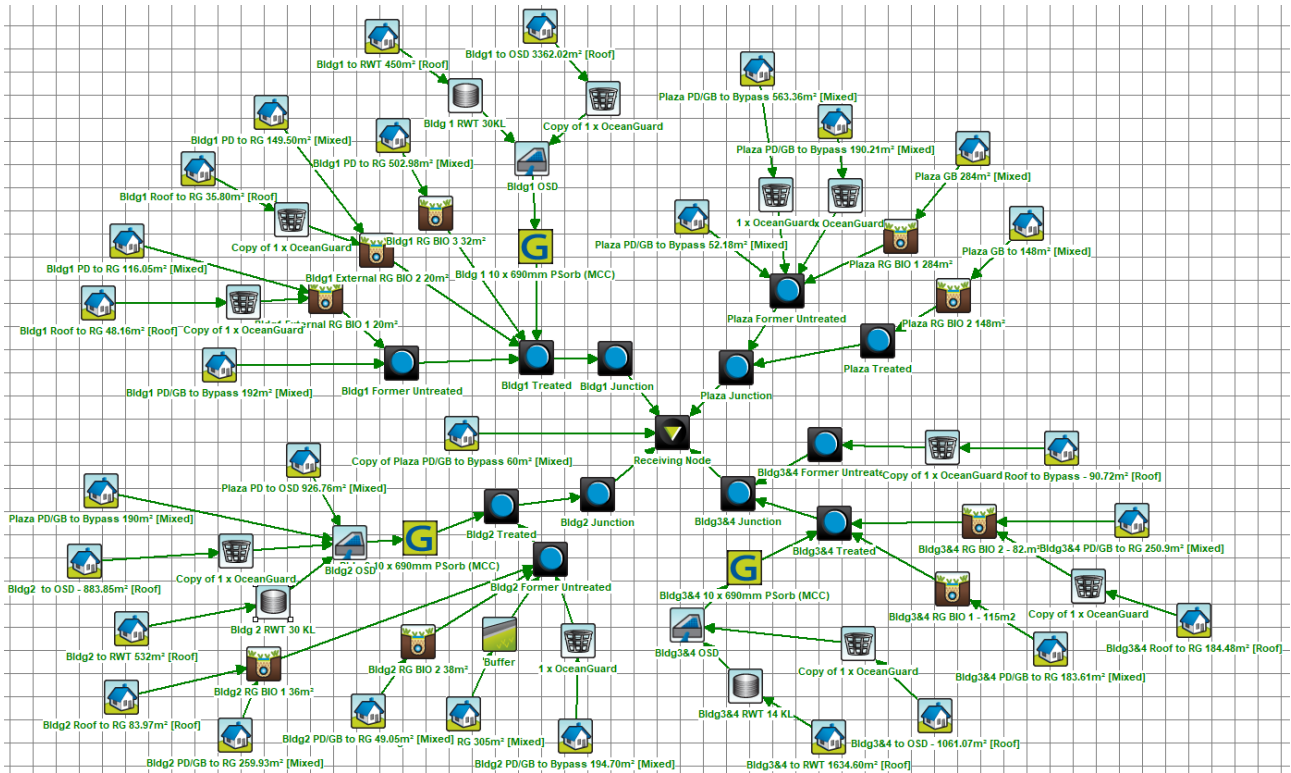 Bldg1 to RWT 450m² [Roof]
Bldg1 to OSD 3362.02m² [Roof]
Plaza PD/GB to Bypass 563.36m² [Mixed]
Bldg 1 RWT 30KL
Copy of 1 x OceanGuard
Bldg1 PD to RG 149.50m² [Mixed]
Bldg1 PD to RG 502.98m² [Mixed]
Plaza PD/GB to Bypass 190.21m² [Mixed]
Plaza GB 284m² [Mixed]
Bldg1 OSD
Bldg1 Roof to RG 35.80m² [Roof]
Copy of 1 x OceanGuard
Bldg1 RG BIO 3 32m²
1 x OceanGuard
x OceanGuard
Plaza PD/GB to Bypass 52.18m² [Mixed]
Plaza GB to 148m² [Mixed]
Plaza RG BIO 1 284m²
Bldg1 PD to RG 116.05m² [Mixed]
Bldg1 External RG BIO 2 20m²
Bldg 1 10 x 690mm PSorb (MCC)
G
Bldg1 Roof to RG 48.16m² [Roof]
Copy of 1 x OceanGuard
External RG BIO 1 20m²
Plaza Former Untreated
Plaza RG BIO 2 148m²
Bldg1 PD/GB to Bypass 192m² [Mixed]
Bldg1 Former Untreated
Bldg1 Treated
Bldg1 Junction
Plaza Treated
Plaza Junction
Copy of Plaza PD/GB to Bypass 60m² [Mixed]
Receiving Node
Bldg3&4 Former Untreate
Copy of 1 x OceanGuard
Roof to Bypass - 90.72m² [Roof]
Plaza PD to OSD 926.76m² [Mixed]
Plaza PD/GB to Bypass 190m² [Mixed]
Bldg2 Treated
Bldg2 Junction
Bldg3&4 Junction
Bldg3&4 Treated
Bldg3&4 RG BIO 2 - 82.m²
Bldg3&4 PD/GB to RG 250.9m² [Mixed]
G
Bldg2 OSD
10 x 690mm PSorb (MCC)
Copy of 1 x OceanGuard
Bldg2 to OSD - 883.85m² [Roof]
Bldg2 Former Untreated
G
Bldg3&4 10 x 690mm PSorb (MCC)
Bldg3&4 RG BIO 1 - 115m2
Copy of 1 x OceanGuard
Bldg 2 RWT 30 KL
Bldg2 to RWT 532m² [Roof]
Bldg3&4 OSD
Bldg3&4 Roof to RG 184.48m² [Roof]
Bldg2 RG BIO 2 38m²
Buffer
1 x OceanGuard
Copy of 1 x OceanGuard
Bldg3&4 PD/GB to RG 183.61m² [Mixed]
Bldg2 RG BIO 1 36m²
Bldg2 Roof to RG 83.97m² [Roof]
Bldg3&4 RWT 14 KL
Bldg2 PD/GB to RG 49.05m² [Mixed]
RG 305m² [Mixed]
Bldg3&4 to OSD - 1061.07m² [Roof]
Bldg2 PD/GB to RG 259.93m² [Mixed]
Bldg2 PD/GB to Bypass 194.70m² [Mixed]
Bldg3&4 to RWT 1634.60m² [Roof]